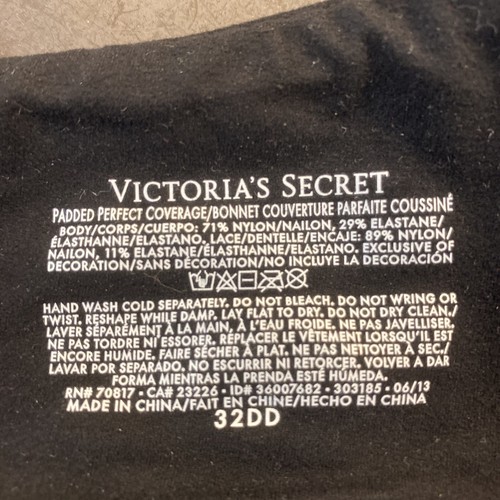 VICTORIA'S SECRET
PADDED PERFECT COVERAGE/BONNET COUVERTURE PARFAITE COUSSINÉ
BODY/CORPS/CUERPO: 71% NYLON/NAILON, 29% ELASTANE/
ÉLASTHANNE/ELASTANO. LACE/DENTELLE/ENCAJE: 89% NYLON/
NAILON, 11% ELASTANE/ÉLASTHANNE/ELASTANO. EXCLUSIVE OF
DECORATION/SANS DÉCORATION/NO INCLUYE LA DECORACIÓN
HAND WASH COLD SEPARATELY. DO NOT BLEACH. DO NOT WRING OR
TWIST. RESHAPE WHILE DAMP. LAY FLAT TO DRY. DO NOT DRY CLEAN./
LAVER SÉPARÉMENT À LA MAIN, À L'EAU FROIDE. NE PAS JAVELLISER.
NE PAS TORDRE NI ESSORER. REPLACER LE VÊTEMENT LORSQU'IL EST
ENCORE HUMIDE. FAIRE SÉCHER À PLAT. NE PAS NETTOYER À SEC./
LAVAR POR SEPARADO. NO ESCURRIR NI RETORCER. VOLVER A DAR
FORMA MIENTRAS LA PRENDA ESTÉ HÚMEDA.
RN# 70817 • CA# 23226 • ID# 36007682 • 303185 • 06/13
MADE IN CHINA/FAIT EN CHINE/HECHO EN CHINA
32DD